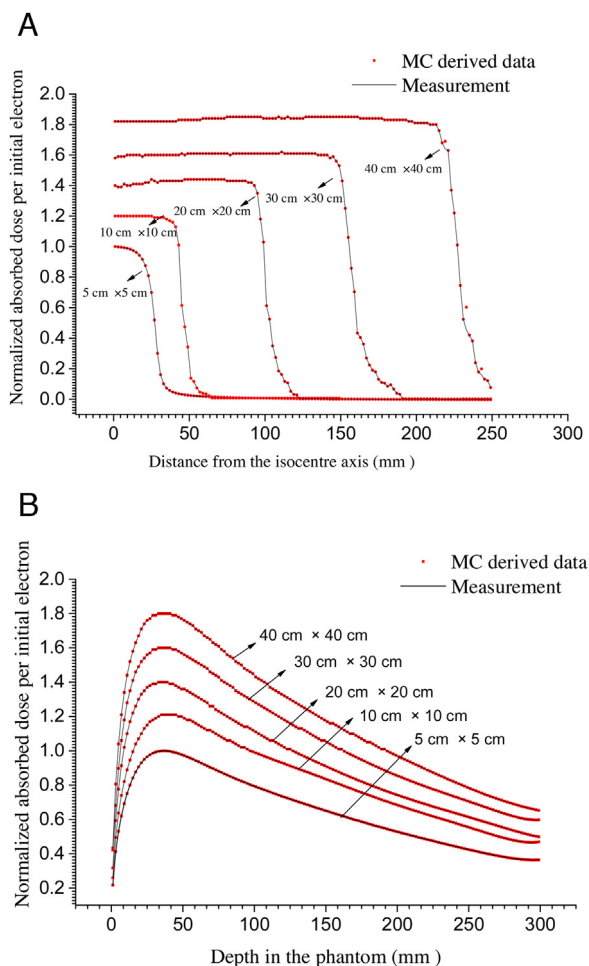 A
MC derived data
Measurement
Normalized absorbed dose per initial electron
2.0
1.8
1.6
1.4
1.2
1.0
0.8
0.6
0.4
0.2
0.0
40 cm ×40 cm
30 cm ×30 cm
20 cm ×20 cm
10 cm ×10 cm
5 cm ×5 cm
0
50
100
150
200
250
300
Distance from the isocentre axis (mm )
B
MC derived data
Measurement
Normalized absorbed dose per initial electron
2.0
1.8
1.6
1.4
1.2
1.0
0.8
0.6
0.4
0.2
40 cm × 40 cm
30 cm × 30 cm
20 cm × 20 cm
10 cm × 10 cm
5 cm × 5 cm
0
50
100
150
200
250
300
Depth in the phantom (mm )